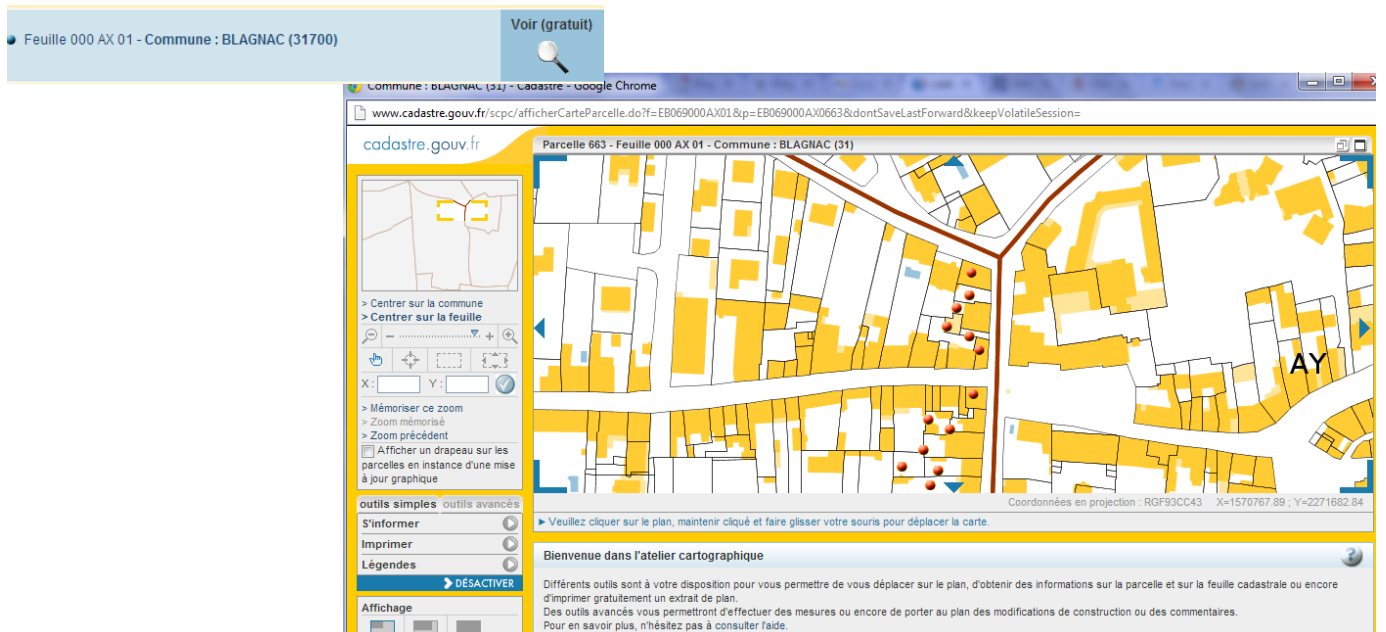 Voir (gratuit)
Feuille 000 AX 01 - Commune : BLAGNAC (31700)
Commune : BLAGNAC (31) - Cadastre - Google Chrome
www.cadastre.gouv.fr/scpc/afficherCarteParcelle.do?f=EB069000AX01&p=EB069000AX0663&dontSaveLastForward&keepVolatileSession=
cadastre.gouv.fr
Parcelle 663 - Feuille 000 AX 01 - Commune : BLAGNAC (31)
AY
> Centrer sur la commune
> Centrer sur la feuille
X :
Y :
> Mémoriser ce zoom
> Zoom mémorisé
> Zoom précédent
Afficher un drapeau sur les
parcelles en instance d'une mise
à jour graphique
outils simples outils avancés
S'informer
Imprimer
Légendes
DÉSACTIVER
Affichage
Coordonnées en projection : RGF93CC43 X=1570767.89 ; Y=2271682.84
Veuillez cliquer sur le plan, maintenir cliqué et faire glisser votre souris pour déplacer la carte.
Bienvenue dans l'atelier cartographique
Différents outils sont à votre disposition pour vous permettre de vous déplacer sur le plan, d'obtenir des informations sur la parcelle et sur la feuille cadastrale ou encore
d'imprimer gratuitement un extrait de plan.
Des outils avancés vous permettront d'effectuer des mesures ou encore de porter au plan des modifications de construction ou des commentaires.
Pour en savoir plus, n'hésitez pas à consulter l'aide.